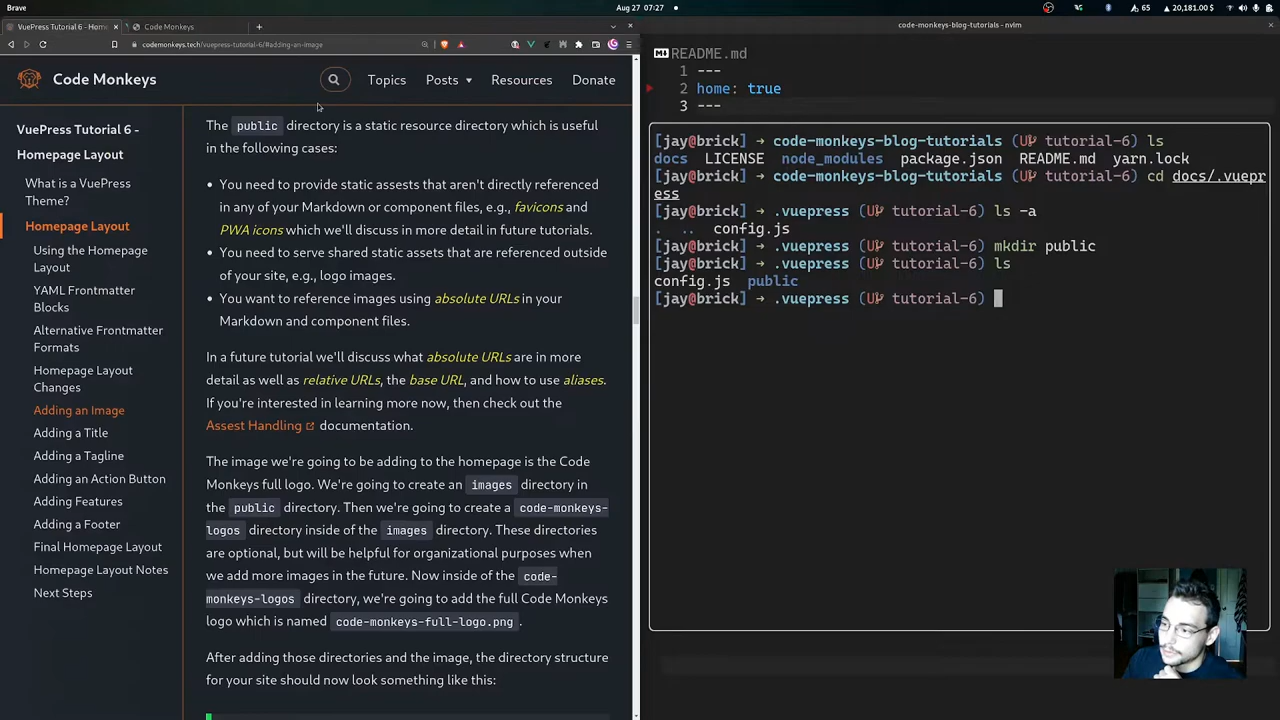 Brave
Aug 27 07:27
65
20,181.00 $
VuePress Tutorial 6 - Home
Code Monkeys
codemonkeys.tech/vuepress-tutorial-6/#adding-an-image
Code Monkeys
Topics
Posts
Resources
Donate
VuePress Tutorial 6 -
Homepage Layout
What is a VuePress
Theme?
Homepage Layout
Using the Homepage
Layout
YAML Frontmatter
Blocks
Alternative Frontmatter
Formats
Homepage Layout
Changes
Adding an Image
Adding a Title
Adding a Tagline
Adding an Action Button
Adding Features
Adding a Footer
Final Homepage Layout
Homepage Layout Notes
Next Steps
The public directory is a static resource directory which is useful
in the following cases:
You need to provide static assests that aren't directly referenced
in any of your Markdown or component files, e.g., favicons and
PWA icons which we'll discuss in more detail in future tutorials.
You need to serve shared static assets that are referenced outside
of your site, e.g., logo images.
You want to reference images using absolute URLs in your
Markdown and component files.
In a future tutorial we'll discuss what absolute URLs are in more
detail as well as relative URLs, the base URL, and how to use aliases.
If you're interested in learning more now, then check out the
Assest Handling documentation.
The image we're going to be adding to the homepage is the Code
Monkeys full logo. We're going to create an images directory in
the public directory. Then we're going to create a code-monkeys-
logos directory inside of the images directory. These directories
are optional, but will be helpful for organizational purposes when
we add more images in the future. Now inside of the code-
monkeys-logos directory, we're going to add the full Code Monkeys
logo which is named code-monkeys-full-logo.png.
After adding those directories and the image, the directory structure
for your site should now look something like this:
code-monkeys-blog-tutorials - nvim
README.md
1 ---
2 home: true
3 ---
[jay@brick] → code-monkeys-blog-tutorials (U tutorial-6) ls
docs LICENSE node_modules package.json README.md yarn.lock
[jay@brick] → code-monkeys-blog-tutorials (U tutorial-6) cd docs/.vuepr
ess
[jay@brick] → .vuepress (U tutorial-6) ls -a
. .. config.js
[jay@brick] → .vuepress (U tutorial-6) mkdir public
[jay@brick] → .vuepress (U tutorial-6) ls
config.js public
[jay@brick] → .vuepress (U tutorial-6)